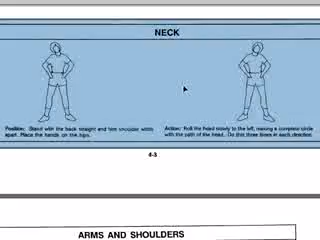 NECK
Position: Stand with the back straight and feet shoulder width
apart. Place the hands on the hips.
Action: Roll the head slowly to the left, making a complete circle
with the path of the head. Do this three times in each direction.
4-3
ARMS AND SHOULDERS